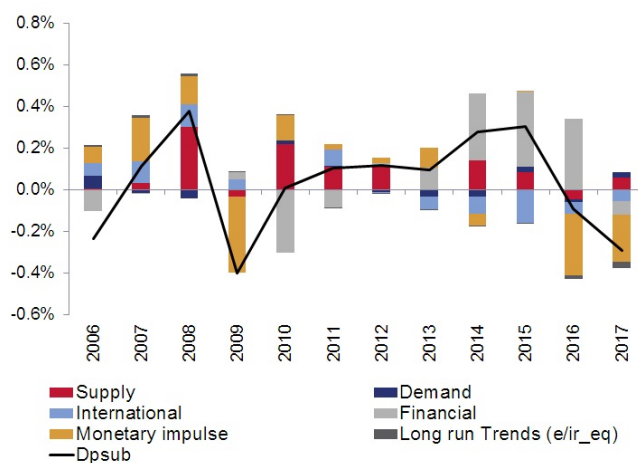 0.8%
0.6%
0.4%
0.2%
0.0%
-0.2%
-0.4%
-0.6%
2006 2007 2008 2009 2010 2011 2012 2013 2014 2015 2016 2017
Supply Demand
International Financial
Monetary impulse Long run Trends (e/ir_eq)
Dpsub